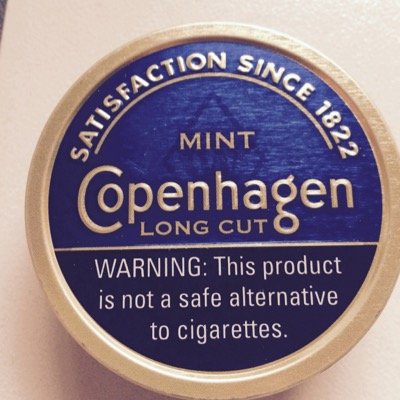 SATISFACTION SINCE 1822
MINT
Copenhagen
LONG CUT
WARNING: This product
is not a safe alternative
to cigarettes.